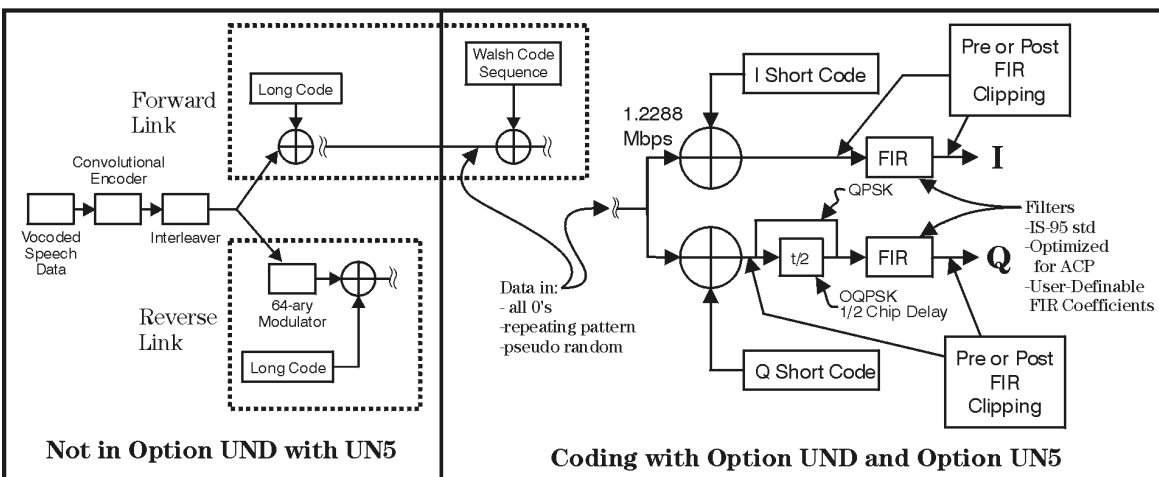 Forward
Link
Long Code
Walsh Code
Sequence
Convolutional
Encoder
Vocoded
Speech
Data
Interleaver
64-ary
Modulator
Reverse
Link
Long Code
Not in Option UND with UN5
Data in:
- all 0's
- repeating pattern
-pseudo random
1.2288
Mbps
I Short Code
Pre or Post
FIR
Clipping
FIR
I
QPSK
t/2
FIR
Q
OQPSK
1/2 Chip Delay
Filters
-IS-95 std
-Optimized
for ACP
-User-Definable
FIR Coefficients
Q Short Code
Pre or Post
FIR
Clipping
Coding with Option UND and Option UN5